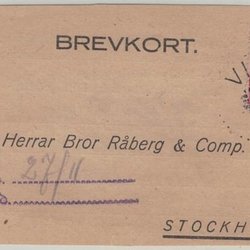 BREVKORT.
Herrar Bror Råberg & Comp.
27/11
STOCKH